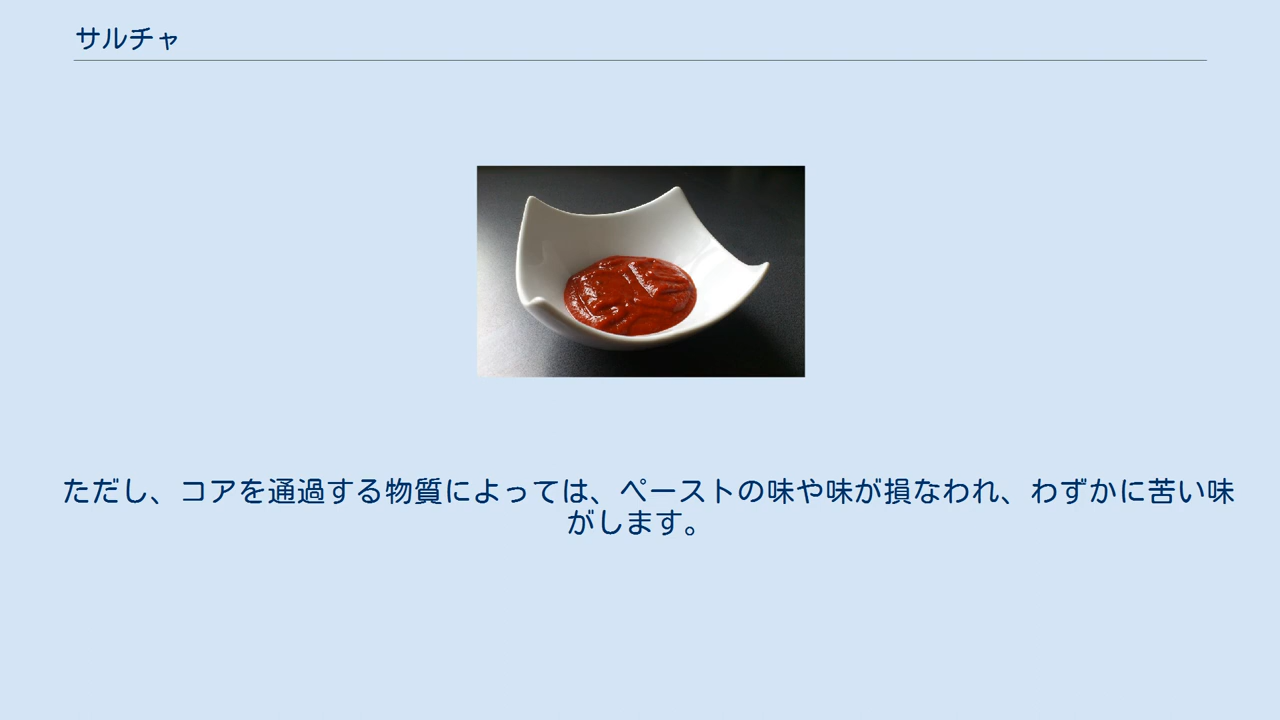 サルチャ
ただし、コアを通過する物質によっては、ペーストの味や味が損なわれ、わずかに苦い味
がします。